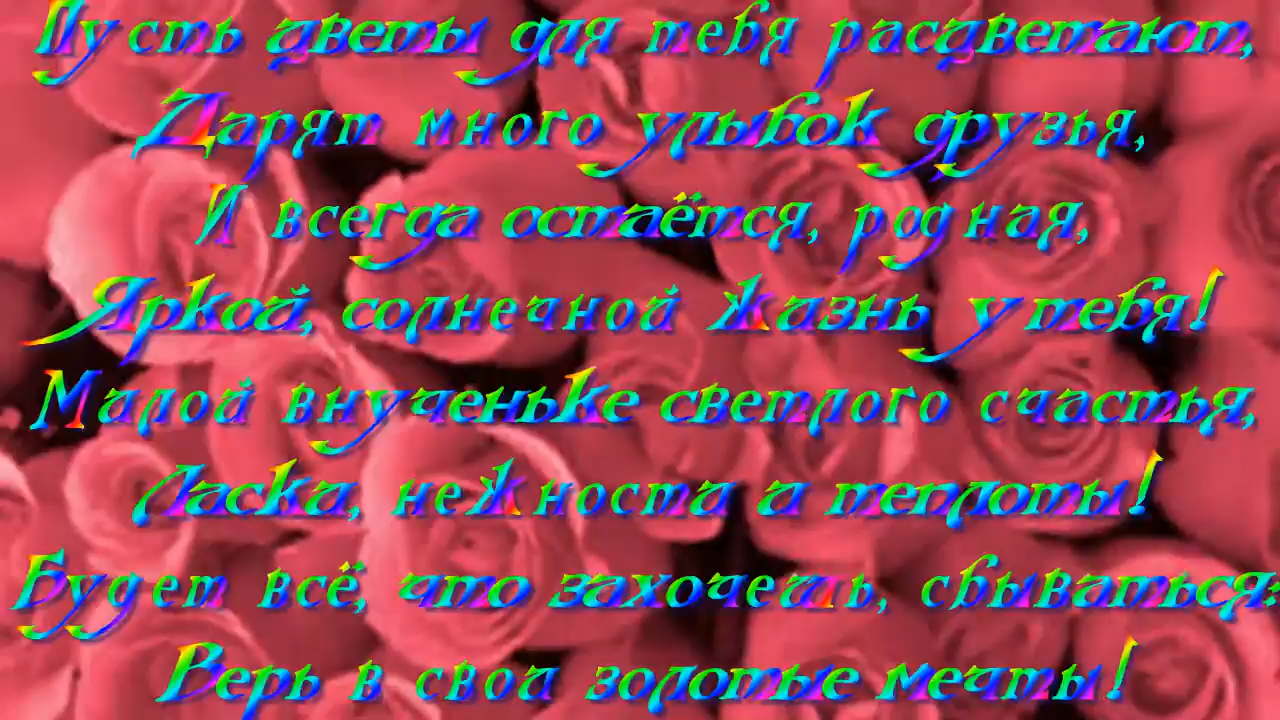 Пусть цветы для тебя расцветают,
Дарят много улыбок друзья,
И всегда остаётся, родная,
Яркой, солнечной жизнь у тебя!
Малой внученьке светлого счастья,
Ласки, нежности и теплоты!
Будет всё, что захочешь, сбываться:
Верь в свои золотые мечты!